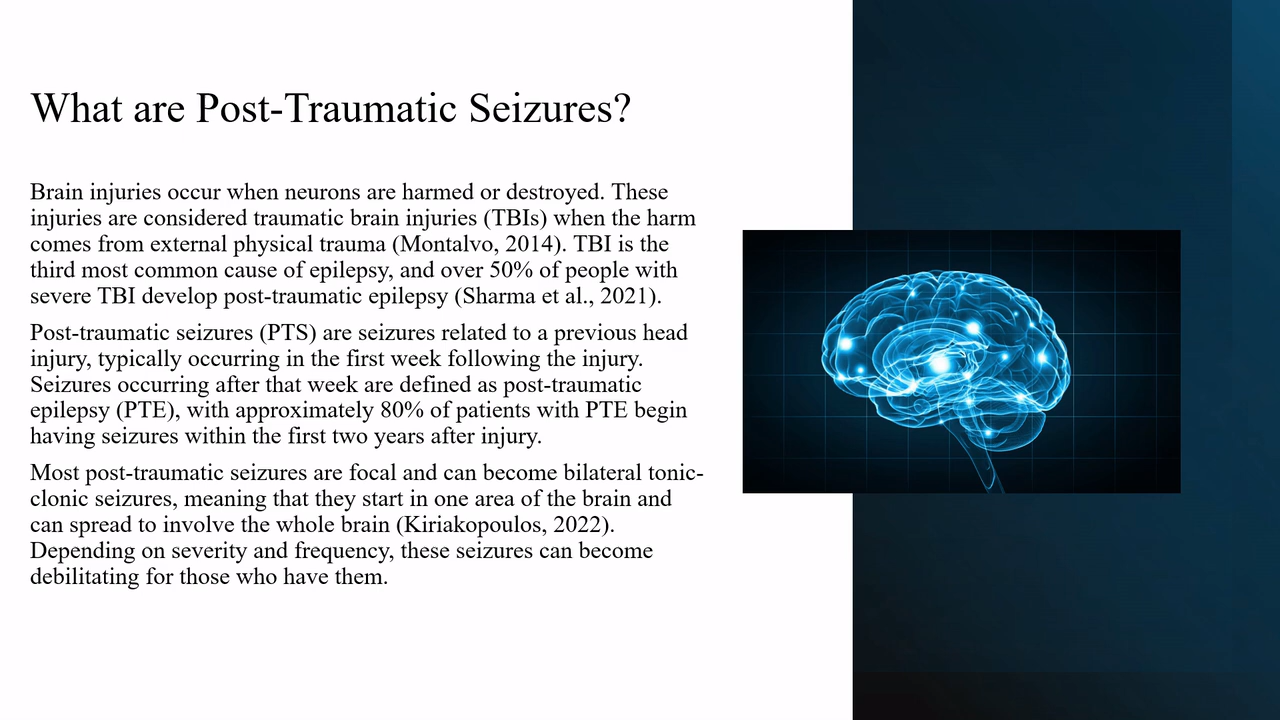 What are Post-Traumatic Seizures?
Brain injuries occur when neurons are harmed or destroyed. These
injuries are considered traumatic brain injuries (TBIs) when the harm
comes from external physical trauma (Montalvo, 2014). TBI is the
third most common cause of epilepsy, and over 50% of people with
severe TBI develop post-traumatic epilepsy (Sharma et al., 2021).
Post-traumatic seizures (PTS) are seizures related to a previous head
injury, typically occurring in the first week following the injury.
Seizures occurring after that week are defined as post-traumatic
epilepsy (PTE), with approximately 80% of patients with PTE begin
having seizures within the first two years after injury.
Most post-traumatic seizures are focal and can become bilateral tonic-
clonic seizures, meaning that they start in one area of the brain and
can spread to involve the whole brain (Kiriakopoulos, 2022).
Depending on severity and frequency, these seizures can become
debilitating for those who have them.